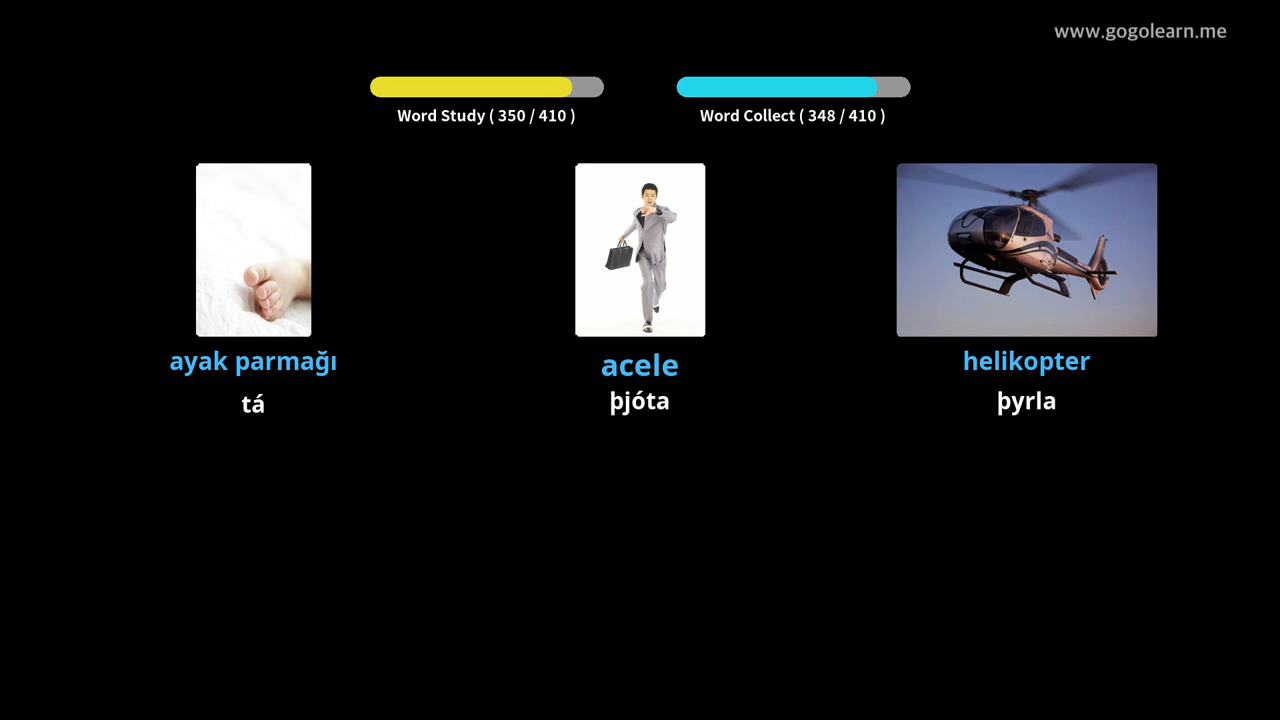 www.gogolearn.me
Word Study ( 350 / 410 )
Word Collect ( 348 / 410 )
ayak parmağı
tá
acele
þjóta
helikopter
þyrla